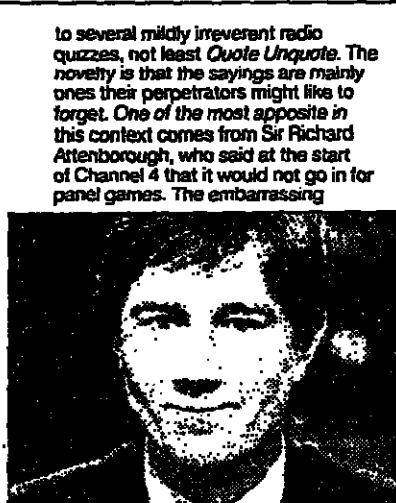 to several mildly irreverent radio
quizzes, not least Quote Unquote. The
novelty is that the sayings are mainly
ones their perpetrators might like to
forget. One of the most apposite in
this context comes from Sir Richard
Attenborough, who said at the start
of Channel 4 that it would not go in for
panel games. The embarrassing